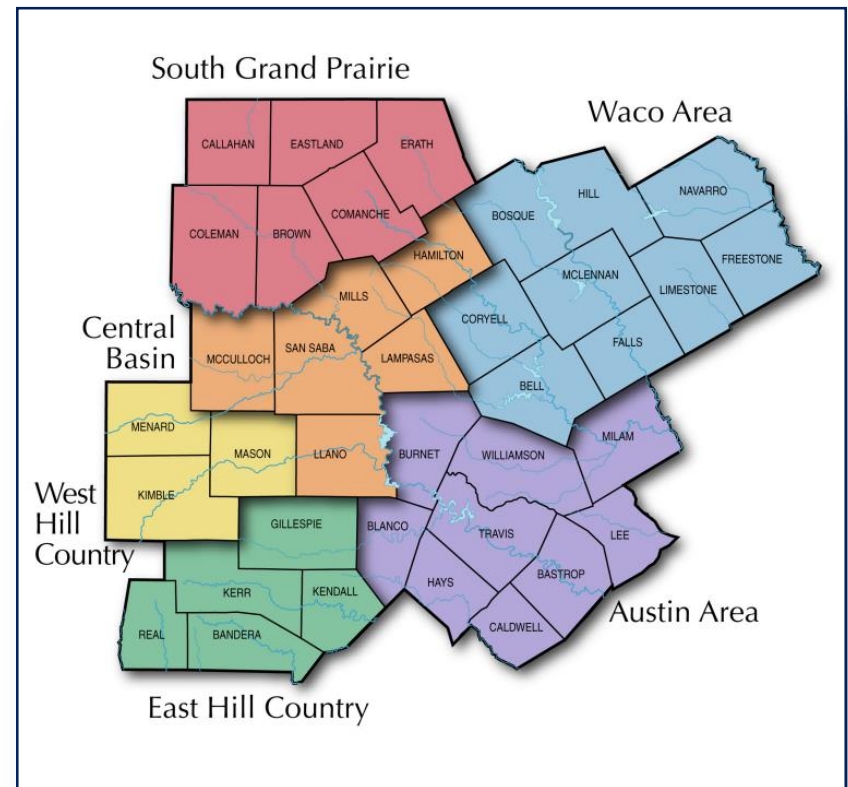 South Grand Prairie
Waco Area
CALLAHAN
EASTLAND
ERATH
HILL
NAVARRO
COLEMAN
BROWN
COMANCHE
BOSQUE
HAMILTON
MCLENNAN
FREESTONE
LIMESTONE
MILLS
CORYELL
Central
Basin
MCCULLOCH
SAN SABA
LAMPASAS
FALLS
BELL
MENARD
MASON
LLANO
BURNET
WILLIAMSON
MILAM
West
Hill
Country
KIMBLE
GILLESPIE
BLANCO
TRAVIS
LEE
KERR
KENDALL
HAYS
BASTROP
Austin Area
REAL
BANDERA
CALDWELL
East Hill Country